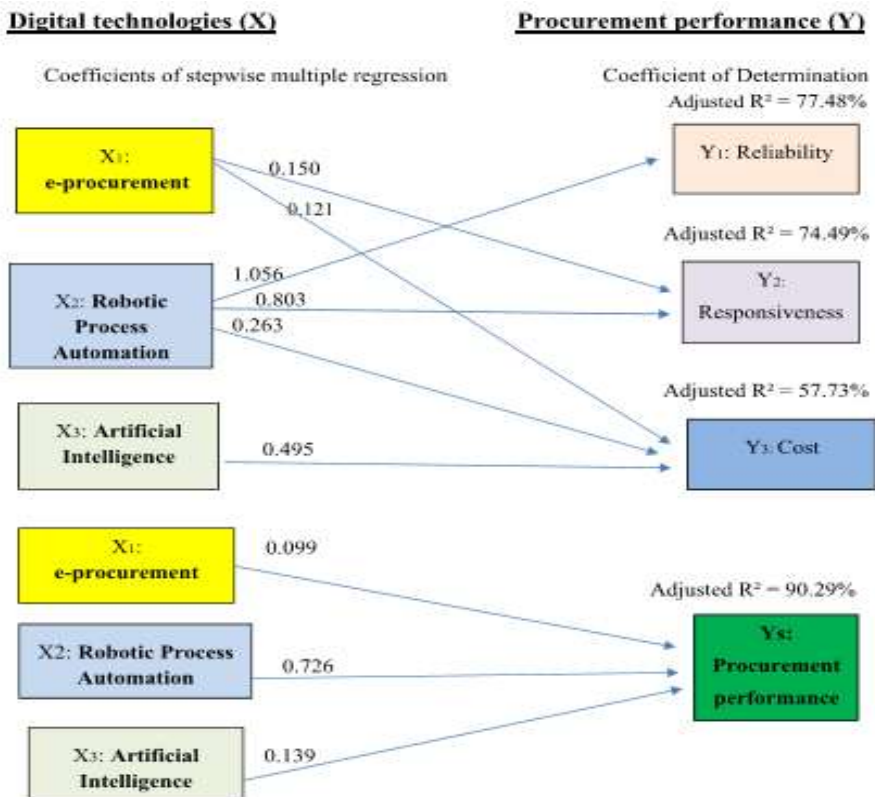 Digital technologies (X)
Procurement performance (Y)
Coefficients of stepwise multiple regression
Coefficient of Determination
Adjusted R² = 77.48%
X₁:
e-procurement
0.150
0.121
Y₁: Reliability
Adjusted R² = 74.49%
X₂: Robotic
Process
Automation
1.056
0.803
0.263
Y₂:
Responsiveness
Adjusted R² = 57.73%
X₃: Artificial
Intelligence
0.495
Y₃: Cost
X₁:
e-procurement
0.099
Adjusted R² = 90.29%
X2: Robotic Process
Automation
0.726
Ys:
Procurement
performance
X₃: Artificial
Intelligence
0.139